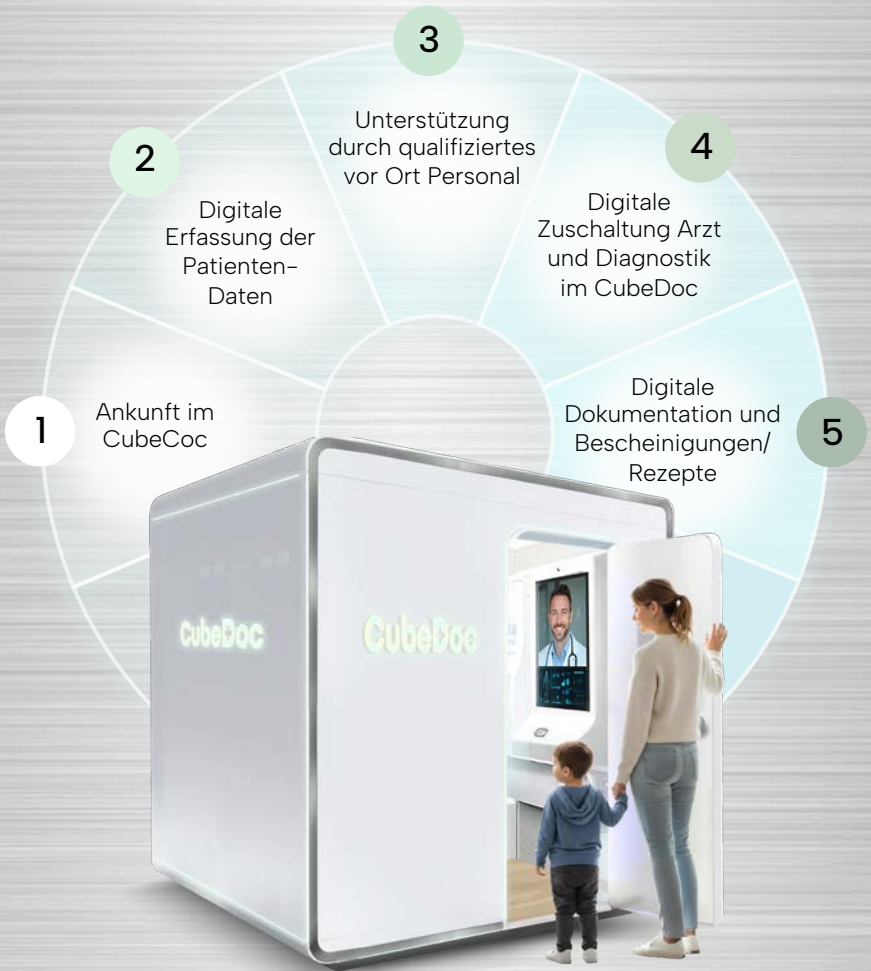 3
Unterstützung
durch qualifiziertes
vor Ort Personal
2
Digitale
Erfassung der
Patienten-
Daten
4
Digitale
Zuschaltung Arzt
und Diagnostik
im CubeDoc
1
Ankunft im
CubeCoc
5
Digitale
Dokumentation und
Bescheinigungen/
Rezepte
CubeDoc
CubeDoc